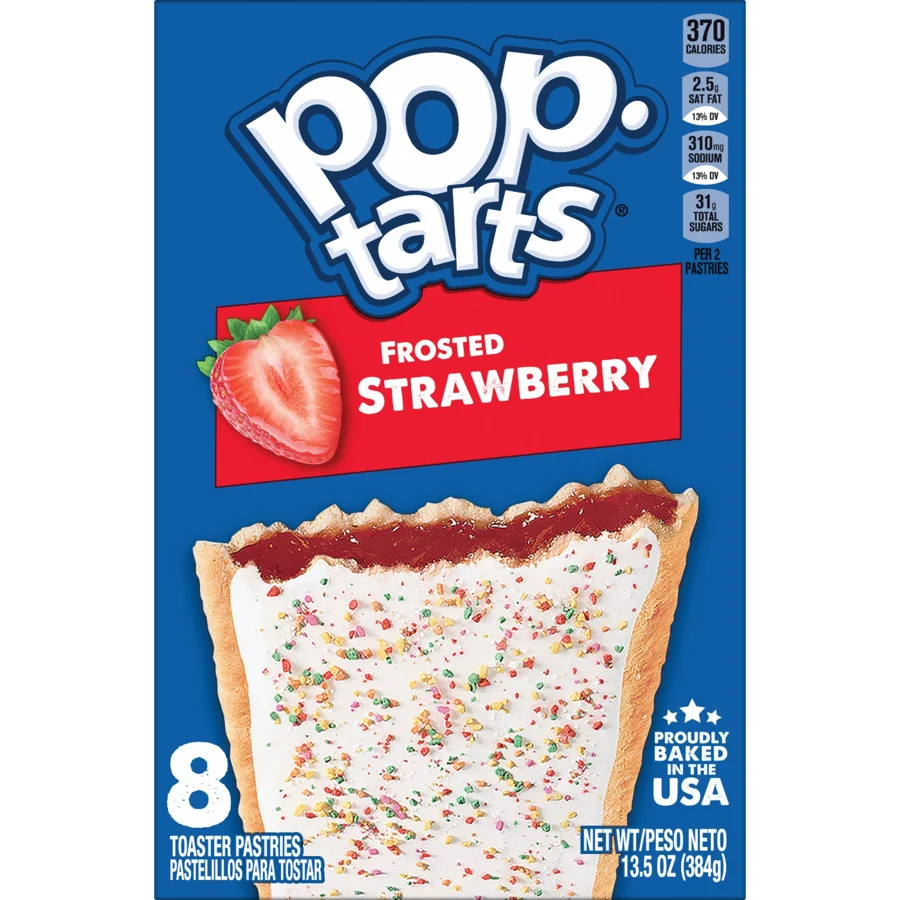 pop.
tarts®
FROSTED
STRAWBERRY
370
CALORIES
2.5g
SAT FAT
13% DV
310mg
SODIUM
13% DV
31g
TOTAL
SUGARS
PER 2
PASTRIES
8
TOASTER PASTRIES
PASTELILLOS PARA TOSTAR
PROUDLY
BAKED
IN THE
USA
NET WT/PESO NETO
13.5 OZ (384g)